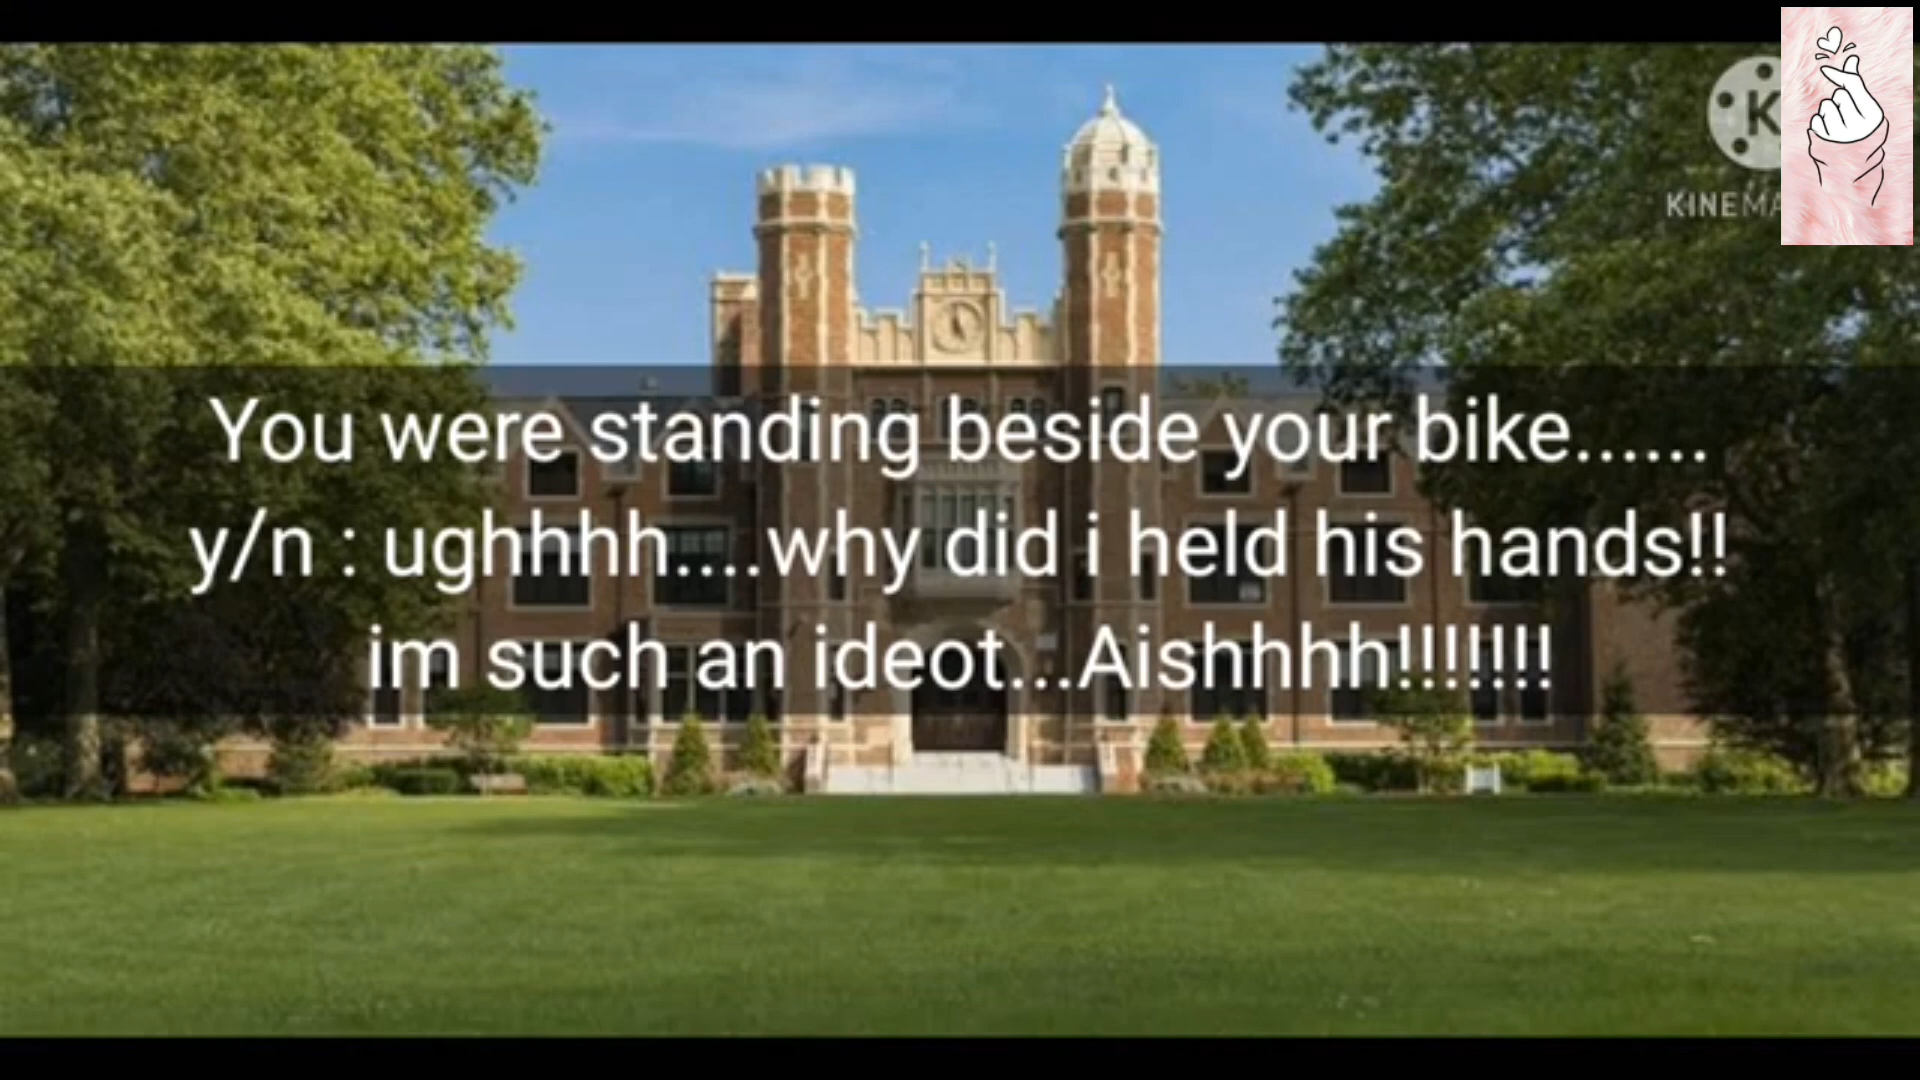 K
KINEMA
You were standing beside your bike......
y/n : ughhhh....why did i held his hands!!
im such an ideot...Aishhhh!!!!!!!